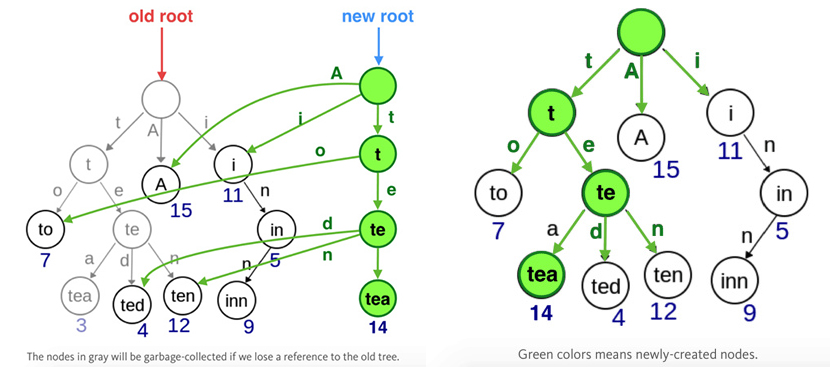 old root
new root
A
t
A
i
i
t
t
A
i
o
t
o
e
15
11
n
e
to
7
te
in
5
te
d
n
a
d
n
n
tea
3
ted
4
ten
12
inn
9
tea
14
The nodes in gray will be garbage-collected if we lose a reference to the old tree.
t
A
i
t
A
15
i
11
n
o
e
to
7
te
in
5
a
d
n
n
tea
14
ted
4
ten
12
inn
9
Green colors means newly-created nodes.